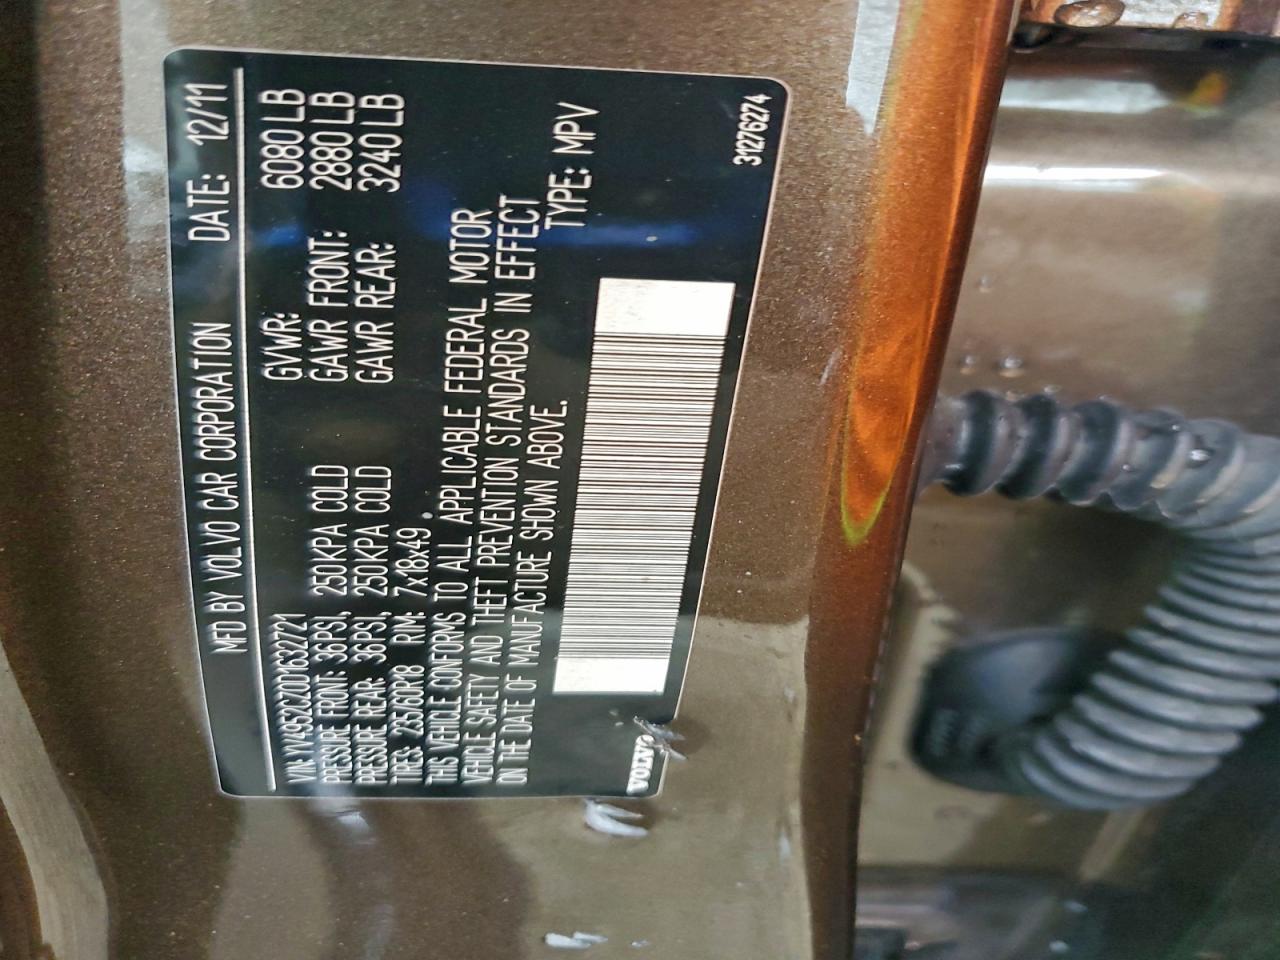 MFD BY VOLVO CAR CORPORATION DATE: 12/11
VIN: YV4952CZ0D1632721 GVWR: 6080 LB
PRESSURE FRONT: 36PSI, 250KPA COLD GAWR FRONT: 2880 LB
PRESSURE REAR: 36PSI, 250KPA COLD GAWR REAR: 3240 LB
TIRES: 235/60R18 RIM: 7x18x49
THIS VEHICLE CONFORMS TO ALL APPLICABLE FEDERAL MOTOR
VEHICLE SAFETY AND THEFT PREVENTION STANDARDS IN EFFECT
ON THE DATE OF MANUFACTURE SHOWN ABOVE. TYPE: MPV
VOLVO 31276274